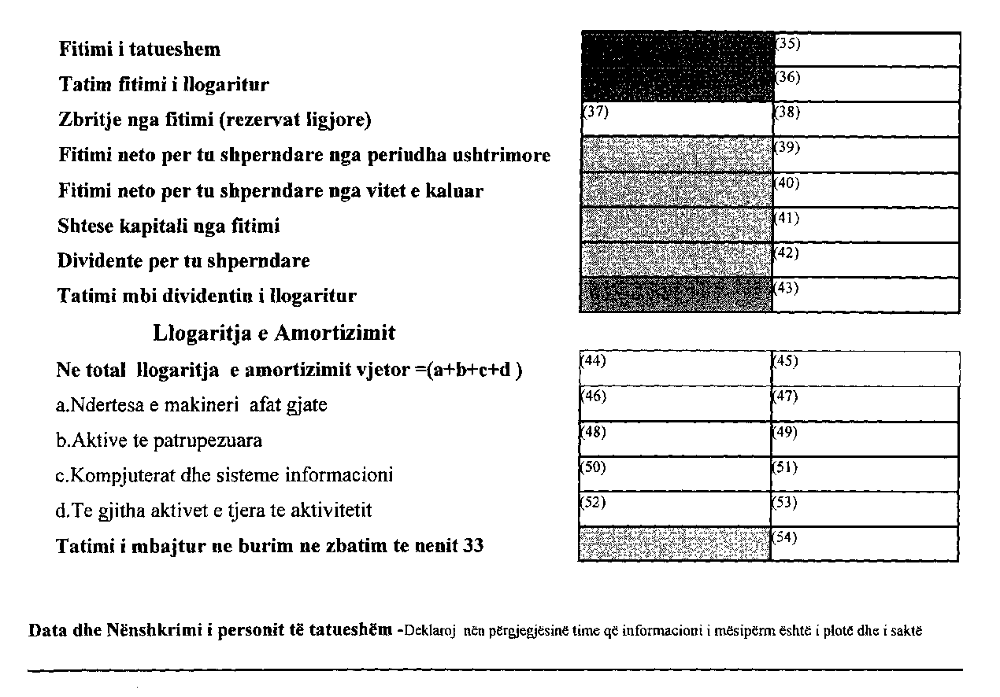 Fitimi i tatueshem (35)
Tatim fitimi i llogaritur (36)
Zbritje nga fitimi (rezervat ligjore) (37) (38)
Fitimi neto per tu shperndare nga periudha ushtrimore (39)
Fitimi neto per tu shperndare nga vitet e kaluar (40)
Shtese kapitali nga fitimi (41)
Dividente per tu shperndare (42)
Tatimi mbi dividentin i llogaritur (43)
Llogaritja e Amortizimit
Ne total llogaritja e amortizimit vjetor =(a+b+c+d ) (44) (45)
a.Ndertesa e makineri afat gjate (46) (47)
b.Aktive te patrupezuara (48) (49)
c.Kompjuterat dhe sisteme informacioni (50) (51)
d.Te gjitha aktivet e tjera te aktivitetit (52) (53)
Tatimi i mbajtur ne burim ne zbatim te nenit 33 (54)
Data dhe Nënshkrimi i personit të tatueshëm -Deklaroj nën përgjegjësinë time që informacioni i mësipërm është i plotë dhe i saktë